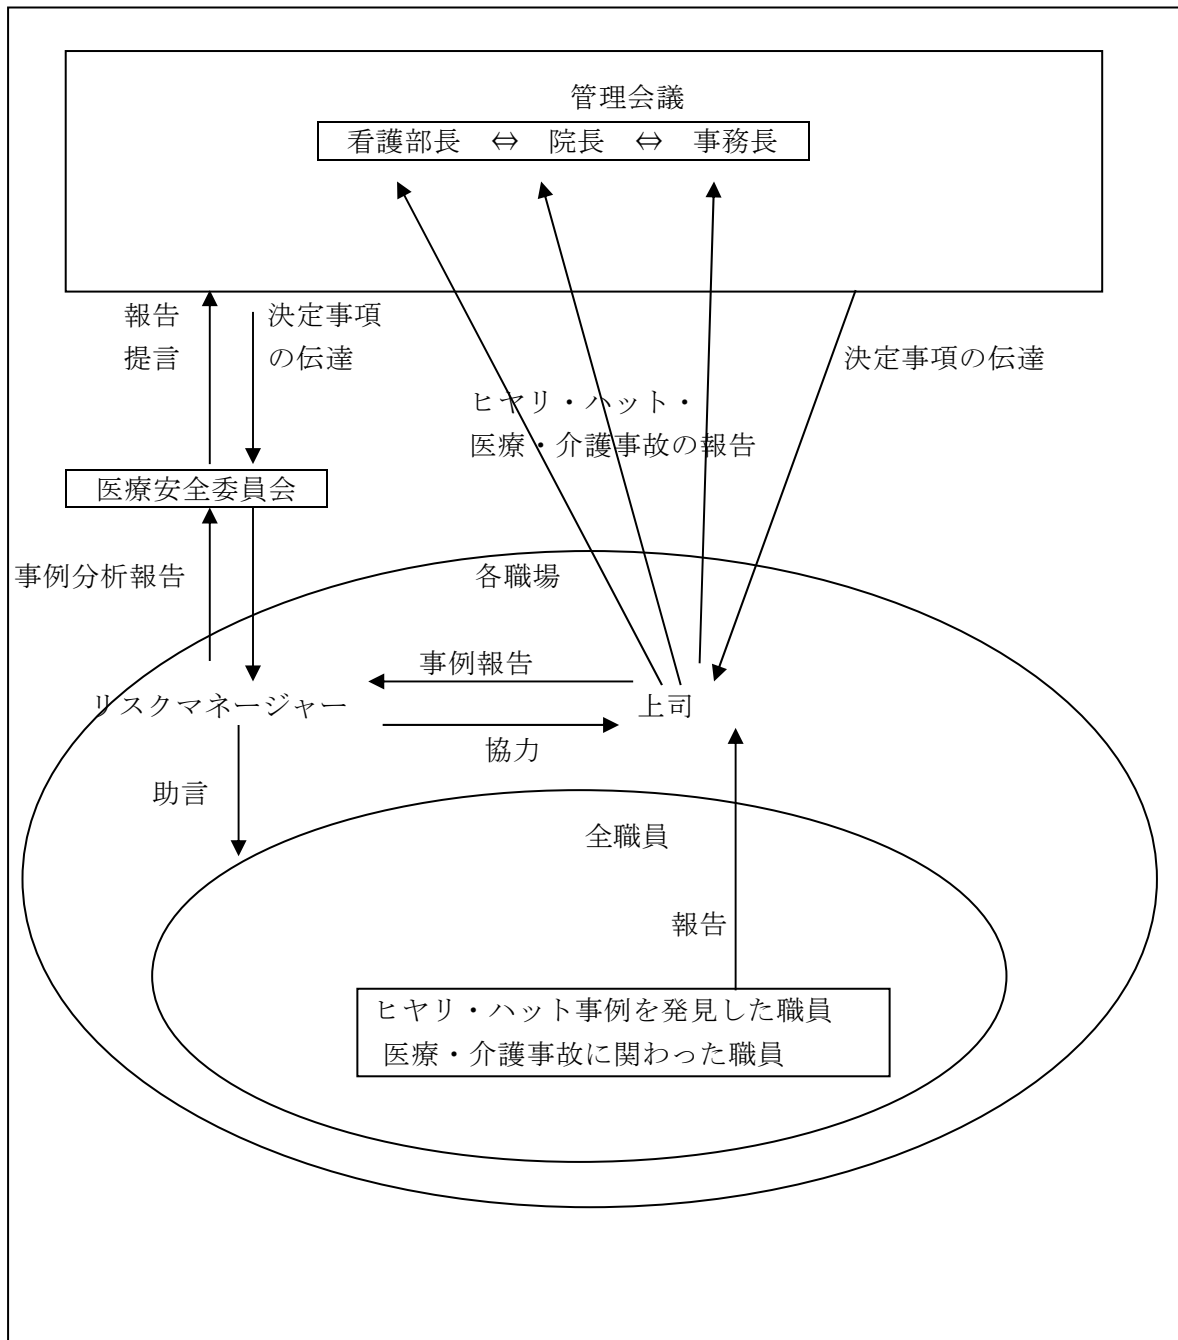 管理会議
看護部長 ⇔ 院長 ⇔ 事務長
報告
提言
決定事項
の伝達
決定事項の伝達
ヒヤリ・ハット・
医療・介護事故の報告
医療安全委員会
事例分析報告
各職場
事例報告
リスクマネージャー
上司
協力
助言
全職員
報告
ヒヤリ・ハット事例を発見した職員
医療・介護事故に関わった職員